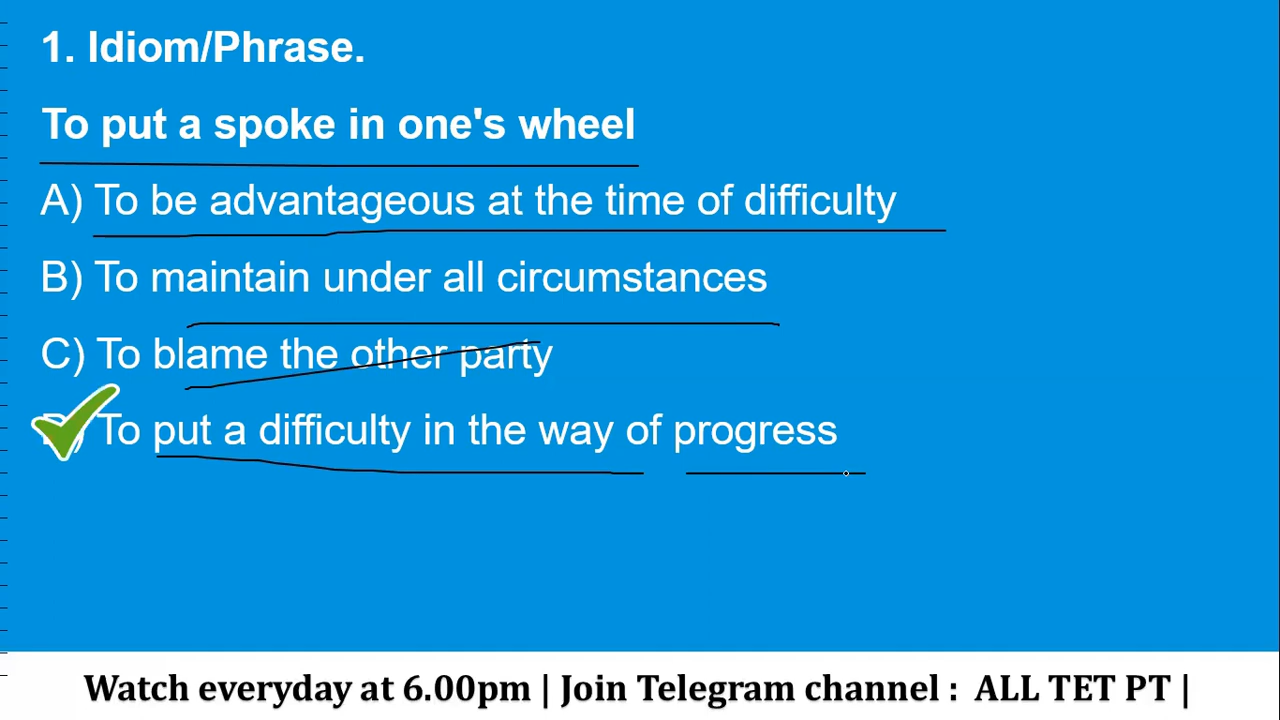 1. Idiom/Phrase.
To put a spoke in one's wheel
A) To be advantageous at the time of difficulty
B) To maintain under all circumstances
C) To blame the other party
D) To put a difficulty in the way of progress
Watch everyday at 6.00pm | Join Telegram channel : ALL TET PT |